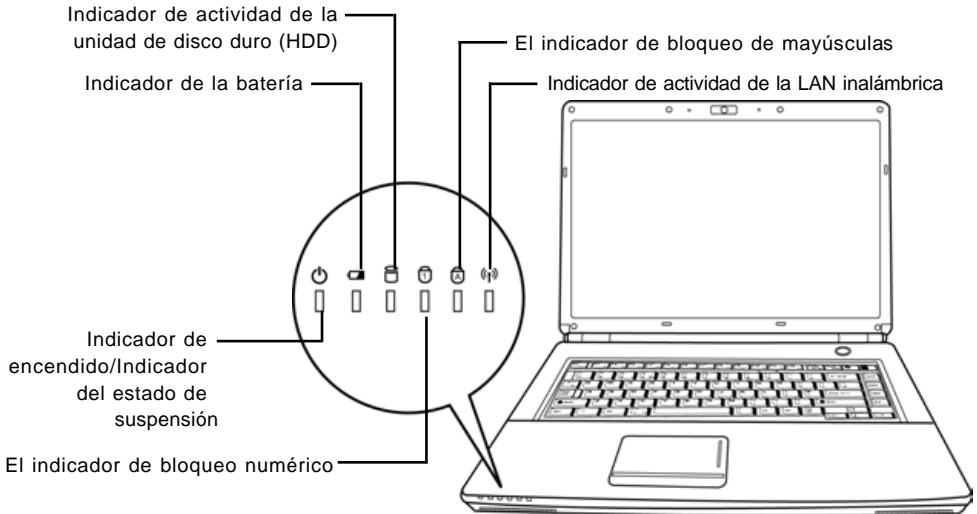 Indicador de actividad de la
unidad de disco duro (HDD)
El indicador de bloqueo de mayúsculas
Indicador de la batería
Indicador de actividad de la LAN inalámbrica
1
A
Indicador de
encendido/Indicador
del estado de
suspensión
El indicador de bloqueo numérico